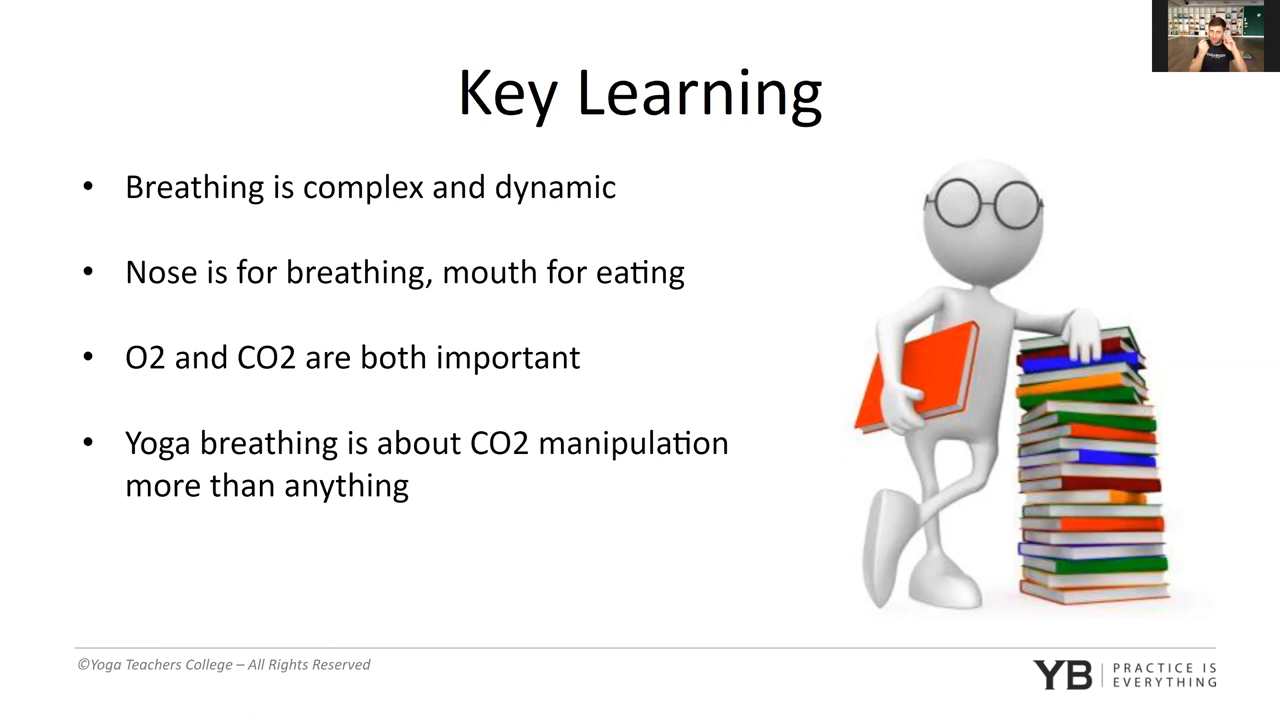 Key Learning
• Breathing is complex and dynamic
• Nose is for breathing, mouth for eating
• O2 and CO2 are both important
• Yoga breathing is about CO2 manipulation
more than anything
©Yoga Teachers College – All Rights Reserved
YB | PRACTICE IS
EVERYTHING